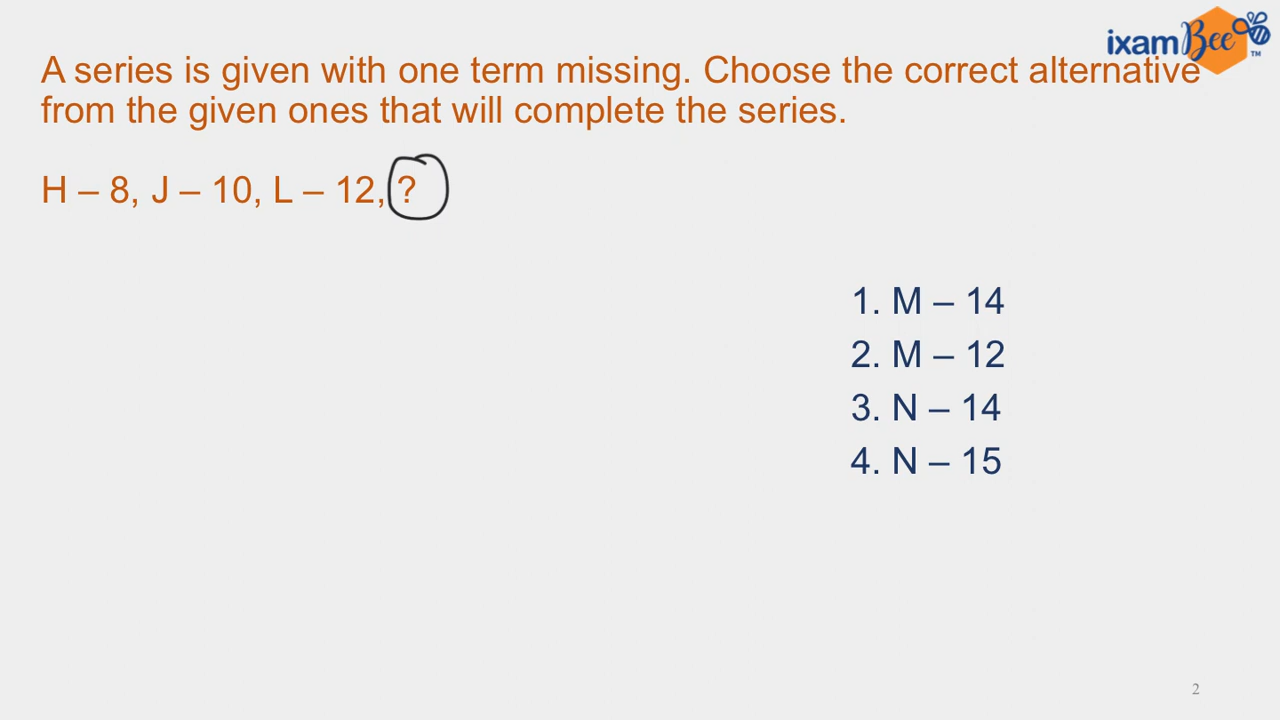 ixamBee™
A series is given with one term missing. Choose the correct alternative
from the given ones that will complete the series.
H – 8, J – 10, L – 12, ?
1. M – 14
2. M – 12
3. N – 14
4. N – 15
2